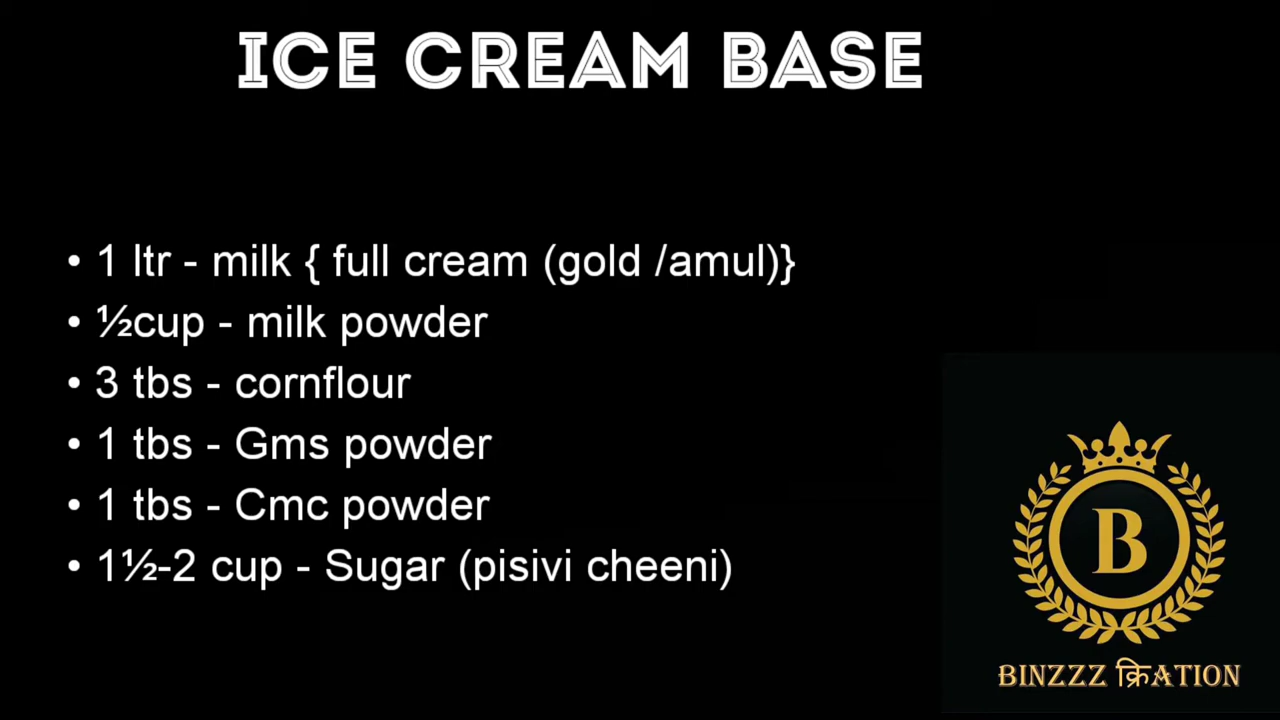 ICE CREAM BASE
• 1 ltr - milk { full cream (gold /amul)}
• ½cup - milk powder
• 3 tbs - cornflour
• 1 tbs - Gms powder
• 1 tbs - Cmc powder
• 1½-2 cup - Sugar (pisivi cheeni)
B
BINZZZ क्रिATION